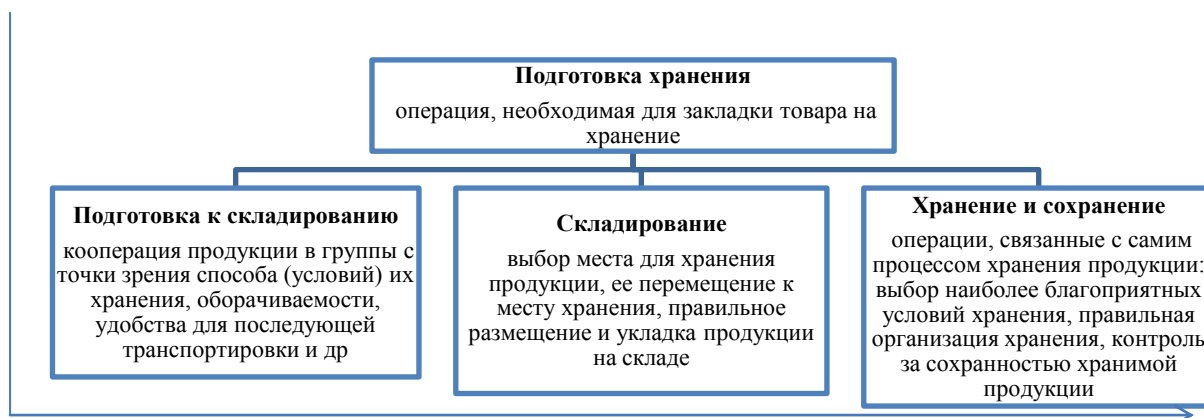 Подготовка хранения
операция, необходимая для закладки товара на
хранение
Подготовка к складированию
кооперация продукции в группы с
точки зрения способа (условий) их
хранения, оборачиваемости,
удобства для последующей
транспортировки и др
Складирование
выбор места для хранения
продукции, ее перемещение к
месту хранения, правильное
размещение и укладка продукции
на складе
Хранение и сохранение
операции, связанные с самим
процессом хранения продукции:
выбор наиболее благоприятных
условий хранения, правильная
организация хранения, контроль
за сохранностью хранимой
продукции